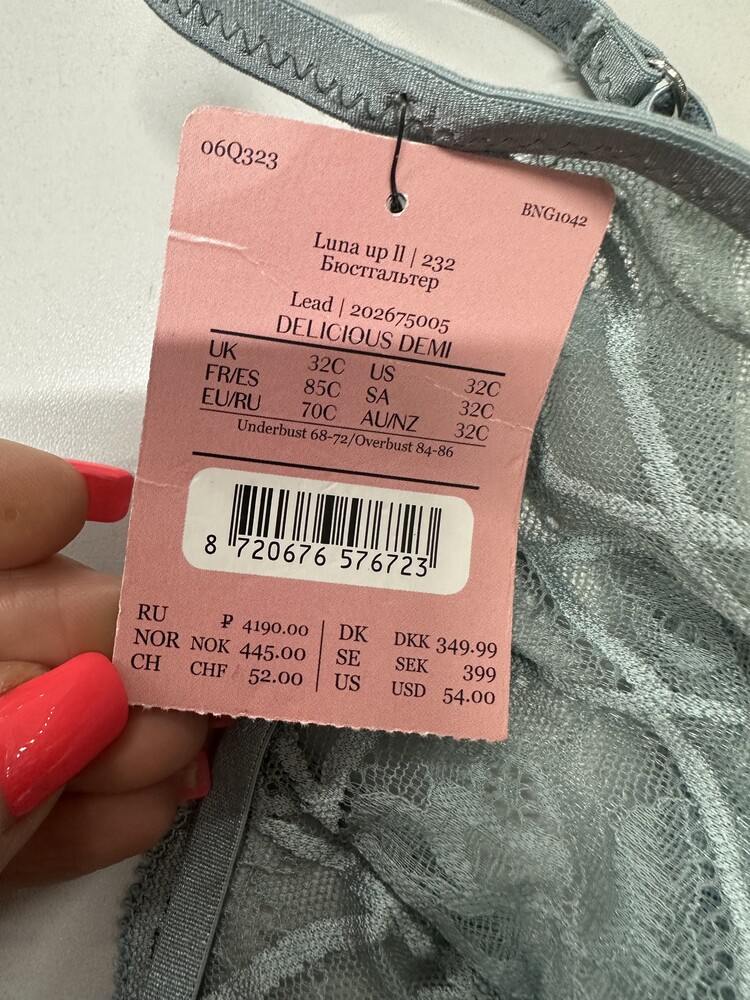 06Q323
BNG1042
Luna up ll | 232
Бюстгальтер
Lead | 202675005
DELICIOUS DEMI
UK 32C US 32C
FR/ES 85C SA 32C
EU/RU 70C AU/NZ 32C
Underbust 68-72/Overbust 84-86
8 720676 576723
RU ₽ 4190.00 DK DKK 349.99
NOR NOK 445.00 SE SEK 399
CH CHF 52.00 US USD 54.00